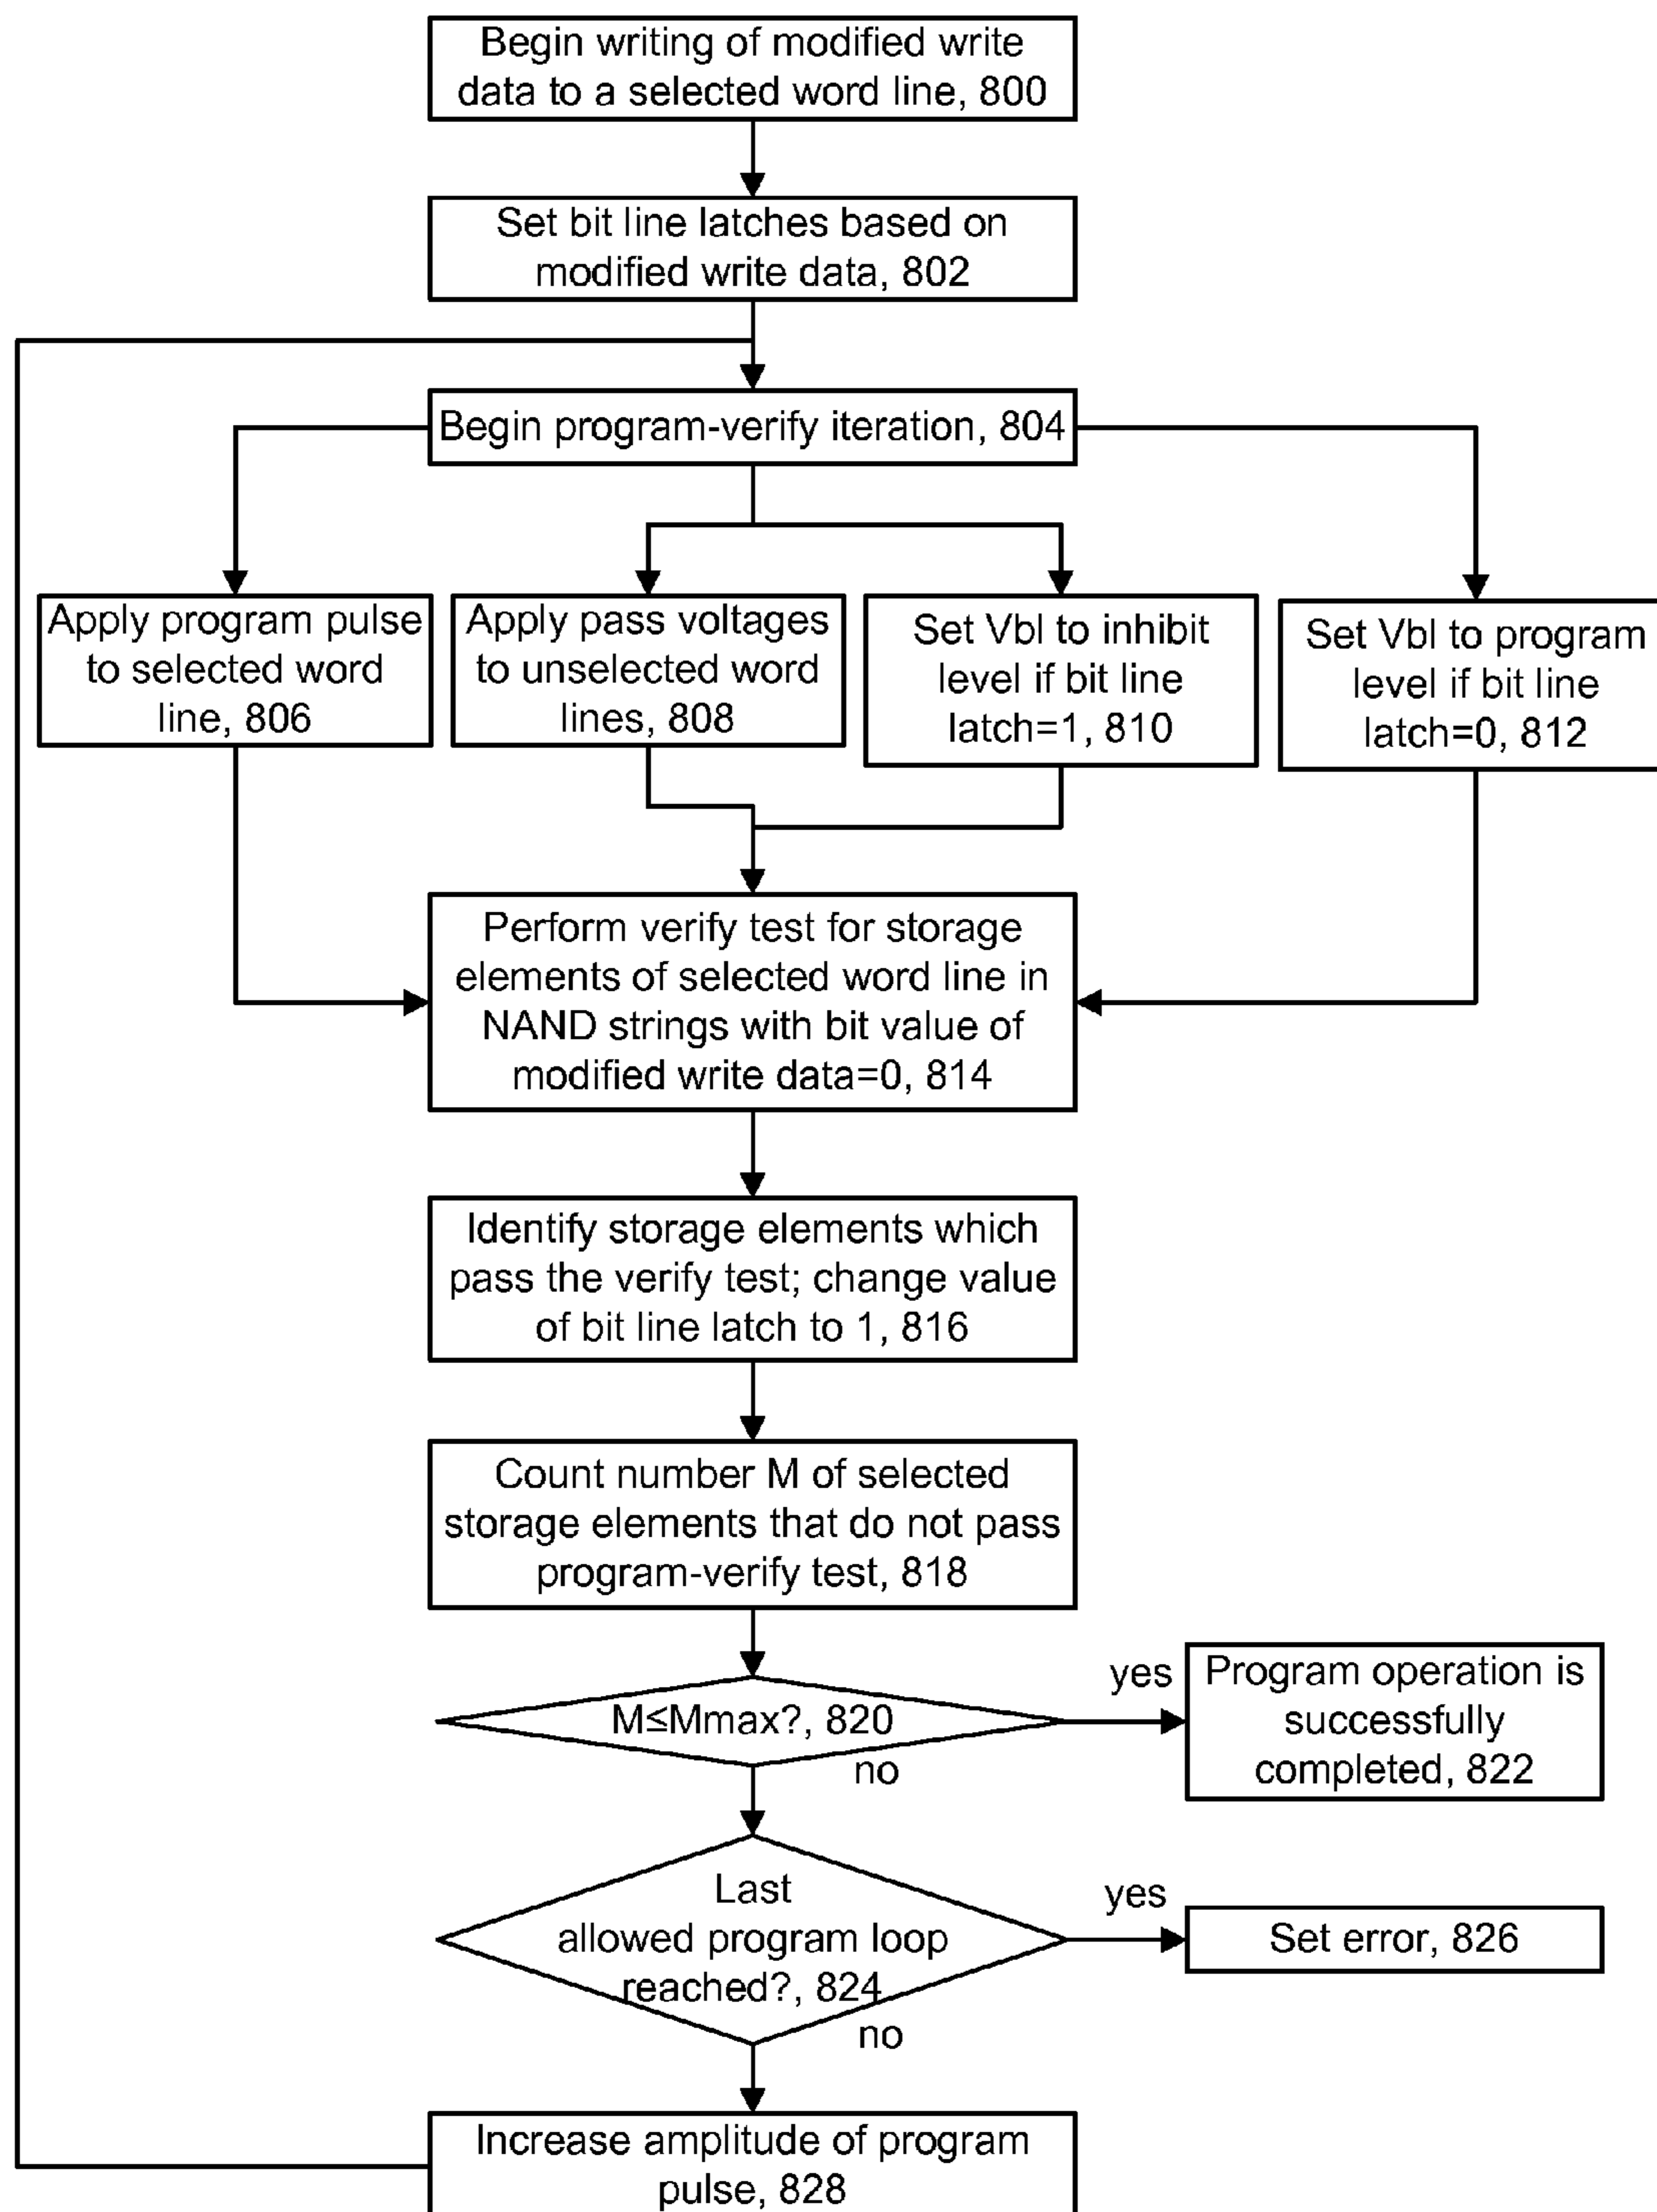 Begin writing of modified write
data to a selected word line, 800
Set bit line latches based on
modified write data, 802
Begin program-verify iteration, 804
Apply program pulse
to selected word
line, 806
Apply pass voltages
to unselected word
lines, 808
Set Vbl to inhibit
level if bit line
latch=1, 810
Set Vbl to program
level if bit line
latch=0, 812
Perform verify test for storage
elements of selected word line in
NAND strings with bit value of
modified write data=0, 814
Identify storage elements which
pass the verify test; change value
of bit line latch to 1, 816
Count number M of selected
storage elements that do not pass
program-verify test, 818
M≤Mmax?, 820
yes
Program operation is
successfully
completed, 822
no
Last
allowed program loop
reached?, 824
yes
Set error, 826
no
Increase amplitude of program
pulse, 828